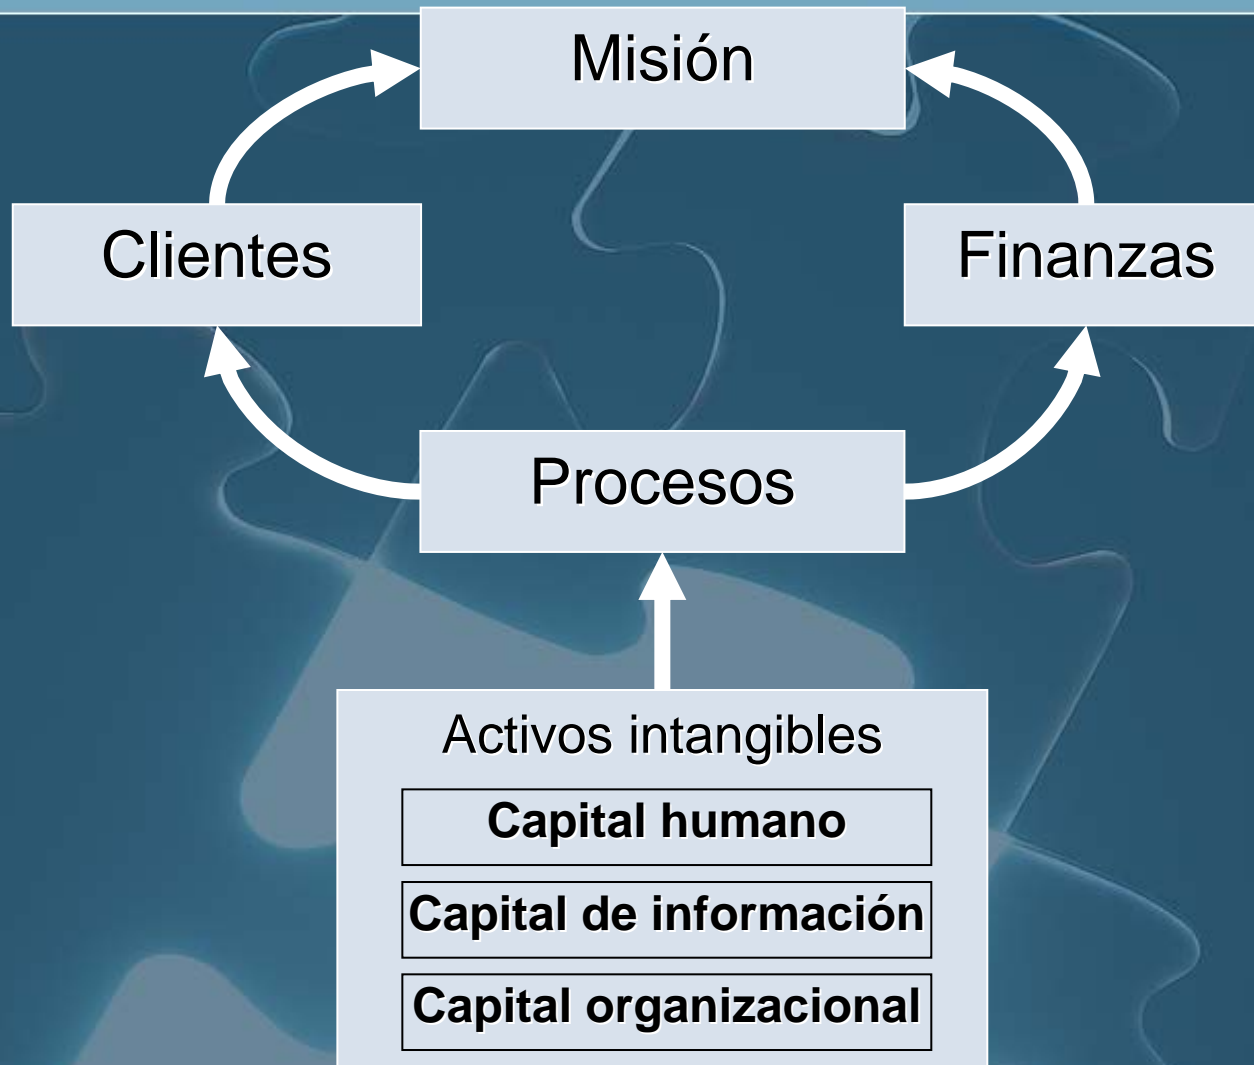 Misión
Clientes
Finanzas
Procesos
Activos intangibles
Capital humano
Capital de información
Capital organizacional